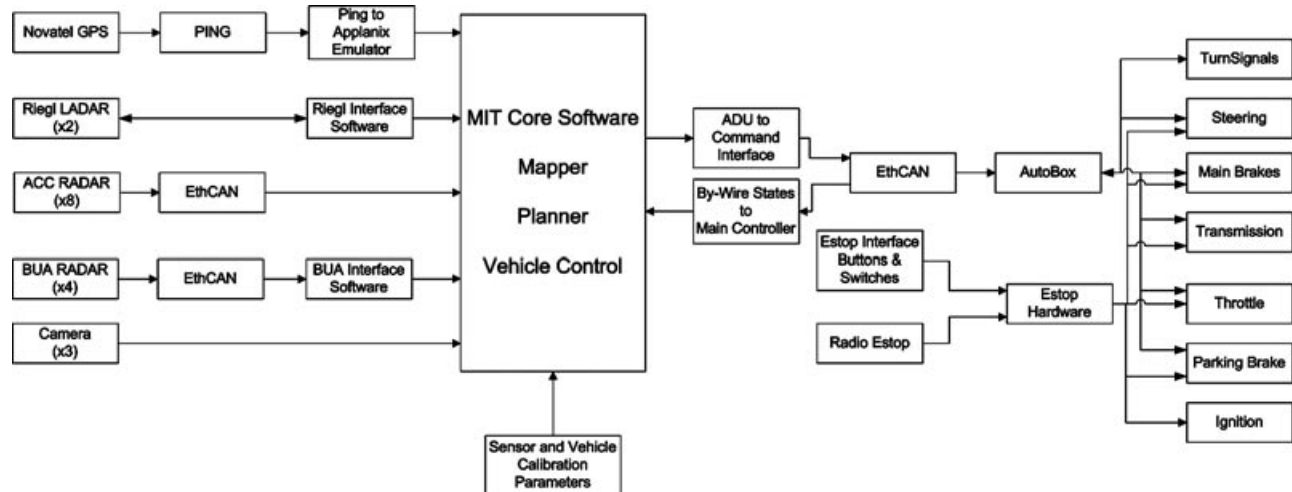 Novatel GPS
PING
Ping to
Applanix
Emulator
Riegl LADAR
(x2)
Riegl Interface
Software
ACC RADAR
(x8)
EthCAN
BUA RADAR
(x4)
EthCAN
BUA Interface
Software
Camera
(x3)
MIT Core Software
Mapper
Planner
Vehicle Control
Sensor and Vehicle
Calibration
Parameters
ADU to
Command
Interface
By-Wire States
to
Main Controller
EthCAN
AutoBox
Estop Interface
Buttons &
Switches
Radio Estop
Estop
Hardware
TurnSignals
Steering
Main Brakes
Transmission
Throttle
Parking Brake
Ignition